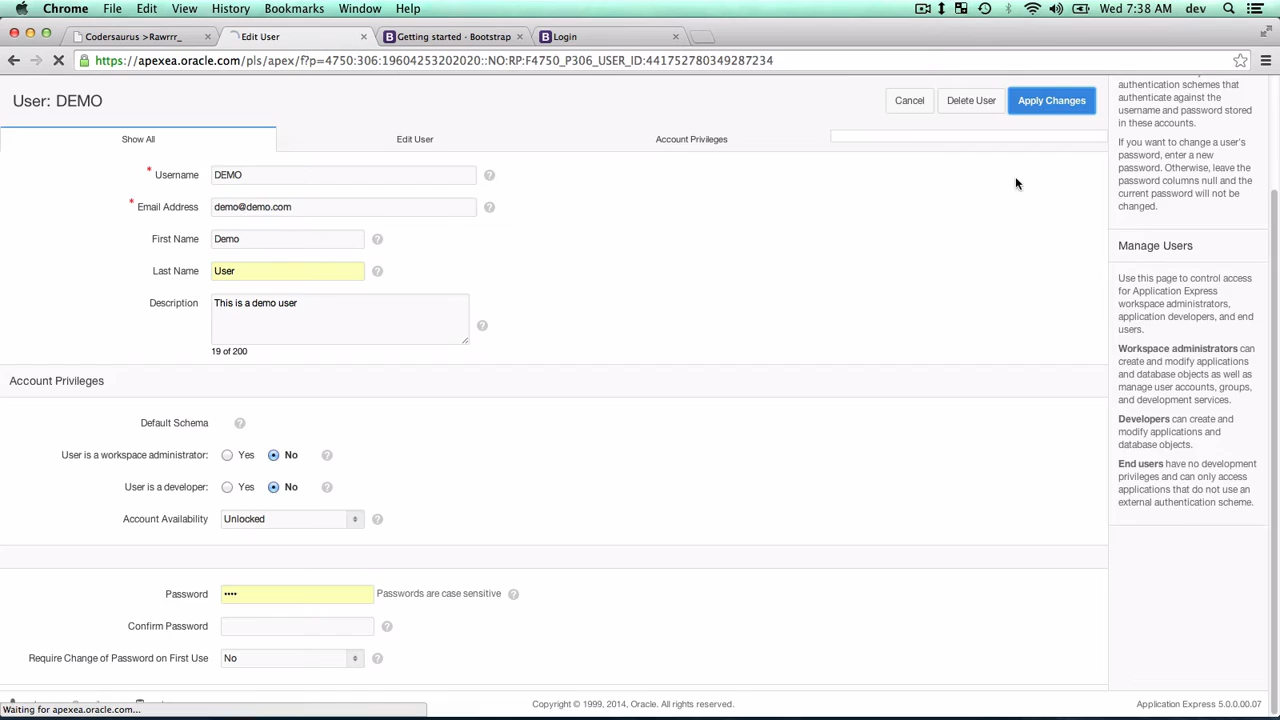 Chrome File Edit View History Bookmarks Window Help Wed 7:38 AM dev
Codersaurus >Rawrrr_ Edit User Getting started · Bootstrap Login
https://apexea.oracle.com/pls/apex/f?p=4750:306:19604253202020::NO:RP:F4750_P306_USER_ID:441752780349287234
User: DEMO
Cancel Delete User Apply Changes
Show All Edit User Account Privileges
* Username DEMO
* Email Address demo@demo.com
First Name Demo
Last Name User
Description This is a demo user
19 of 200
Account Privileges
Default Schema
User is a workspace administrator: Yes No
User is a developer: Yes No
Account Availability Unlocked
Password •••• Passwords are case sensitive
Confirm Password
Require Change of Password on First Use No
authentication schemes that
authenticate against the
username and password stored
in these accounts.
If you want to change a user's
password, enter a new
password. Otherwise, leave the
password columns null and the
current password will not be
changed.
Manage Users
Use this page to control access
for Application Express
workspace administrators,
application developers, and end
users.
Workspace administrators can
create and modify applications
and database objects as well as
manage user accounts, groups,
and development services.
Developers can create and
modify applications and
database objects.
End users have no development
privileges and can only access
applications that do not use an
external authentication scheme.
Waiting for apexea.oracle.com...
Copyright © 1999, 2014, Oracle. All rights reserved.
Application Express 5.0.0.00.07